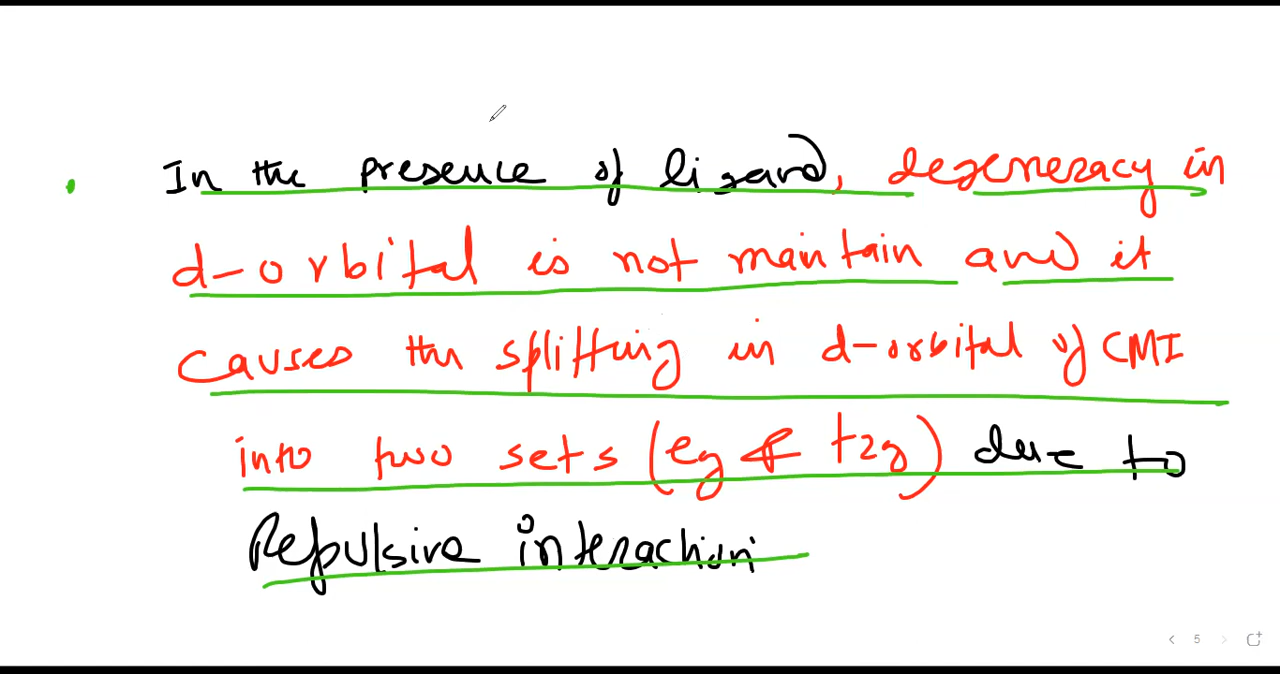 In the presence of ligand, degeneracy in
d-orbital is not maintain and it
causes the splitting in d-orbital of CMI
into two sets (eg & t2g) due to
Repulsive interaction
5